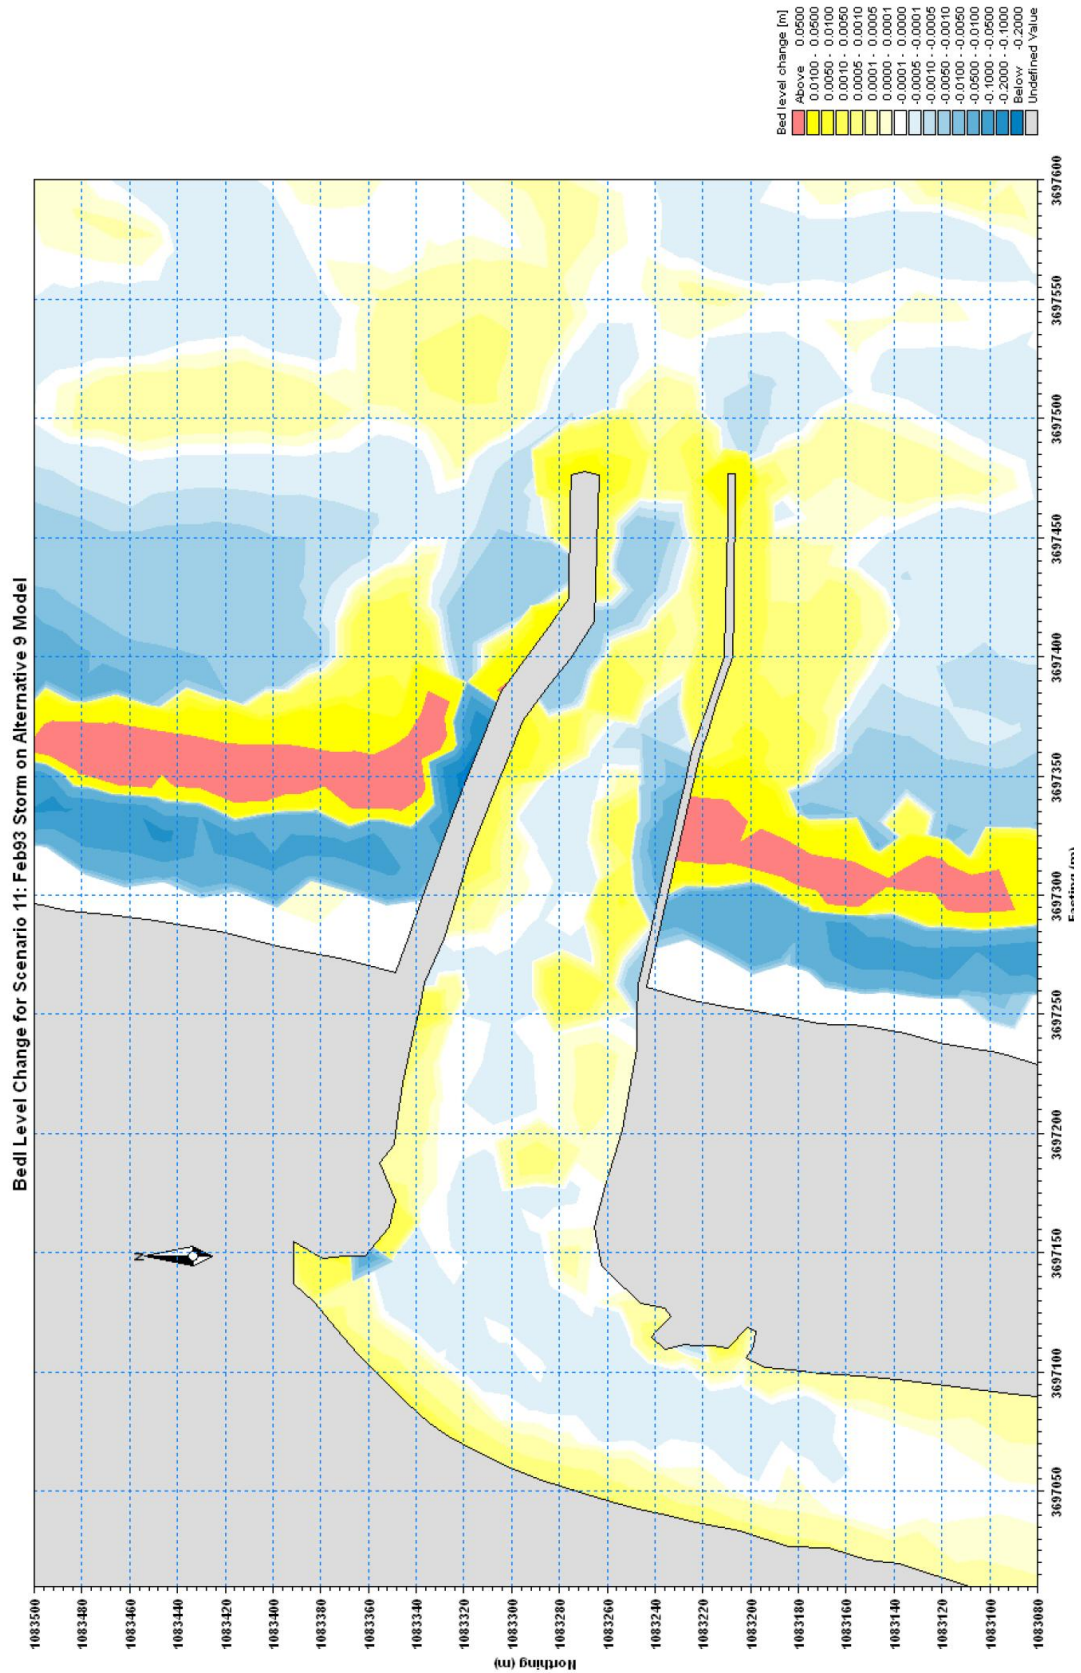 Bedl Level Change for Scenario 11: Feb93 Storm on Alternative 9 Model
N
Northing (m)
1083500
1083480
1083460
1083440
1083420
1083400
1083380
1083360
1083340
1083320
1083300
1083280
1083260
1083240
1083220
1083200
1083180
1083160
1083140
1083120
1083100
1083080
3697050
3697100
3697150
3697200
3697250
3697300
3697350
3697400
3697450
3697500
3697550
3697600
Easting (m)
Bed level change [m]
Above 0.0500
0.0100 - 0.0500
0.0050 - 0.0100
0.0010 - 0.0050
0.0005 - 0.0010
0.0001 - 0.0005
0.0000 - 0.0001
-0.0001 - 0.0000
-0.0005 - -0.0001
-0.0010 - -0.0005
-0.0050 - -0.0010
-0.0100 - -0.0050
-0.0500 - -0.0100
-0.1000 - -0.0500
-0.2000 - -0.1000
Below -0.2000
Undefined Value